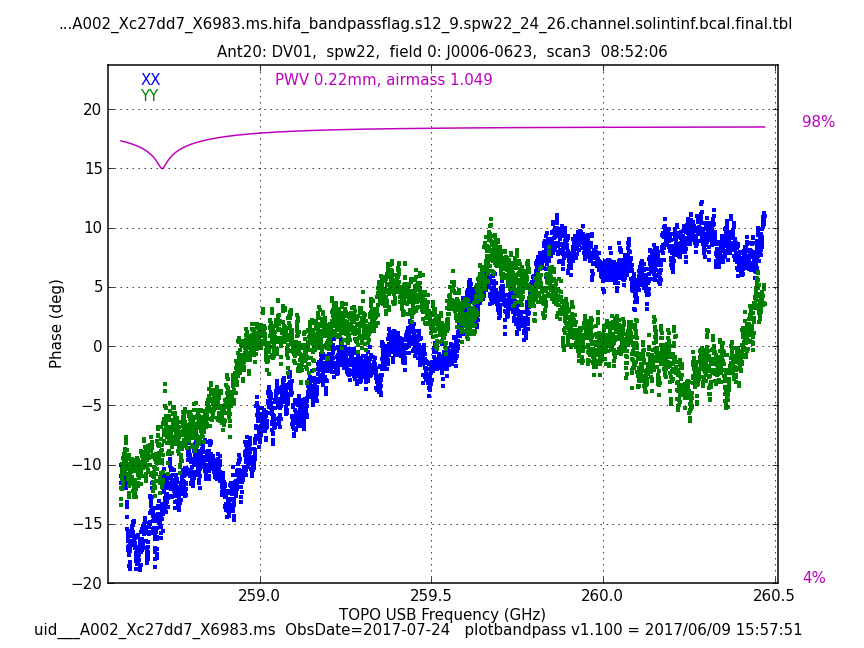 ...A002_Xc27dd7_X6983.ms.hifa_bandpassflag.s12_9.spw22_24_26.channel.solintinf.bcal.final.tbl
Ant20: DV01, spw22, field 0: J0006-0623, scan3 08:52:06
XX
YY
PWV 0.22mm, airmass 1.049
98%
4%
20
15
10
5
0
−5
−10
−15
−20
Phase (deg)
259.0
259.5
260.0
260.5
TOPO USB Frequency (GHz)
uid___A002_Xc27dd7_X6983.ms ObsDate=2017-07-24 plotbandpass v1.100 = 2017/06/09 15:57:51